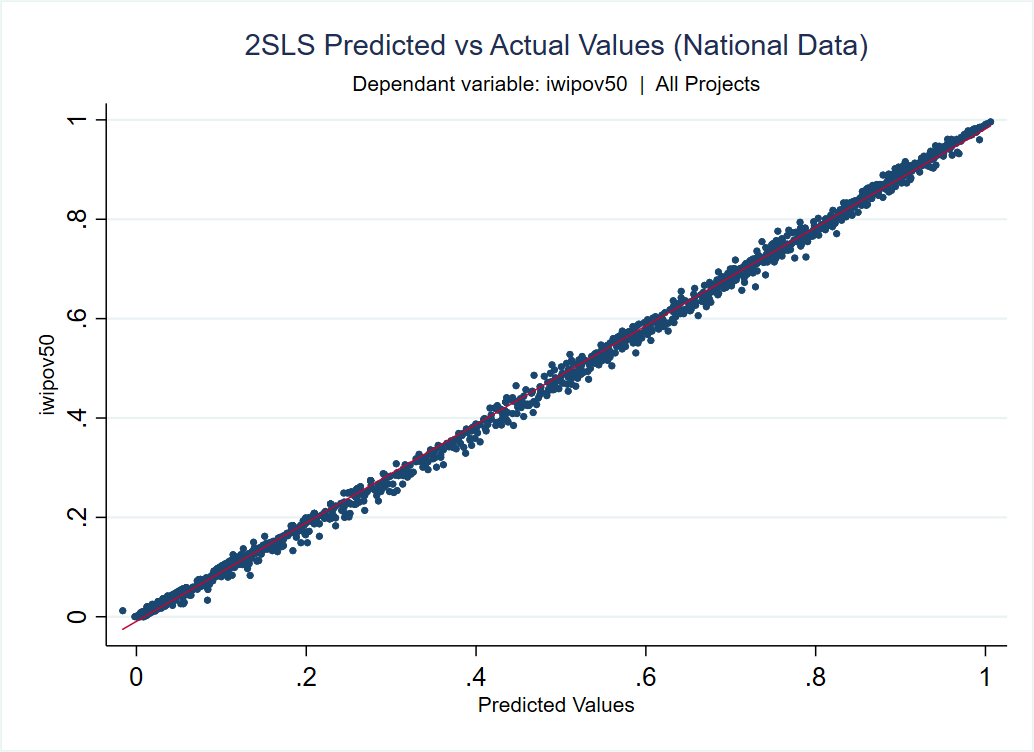 2SLS Predicted vs Actual Values (National Data)
Dependant variable: iwipov50 | All Projects
1
.8
.6
.4
.2
0
iwipov50
0 .2 .4 .6 .8 1
Predicted Values